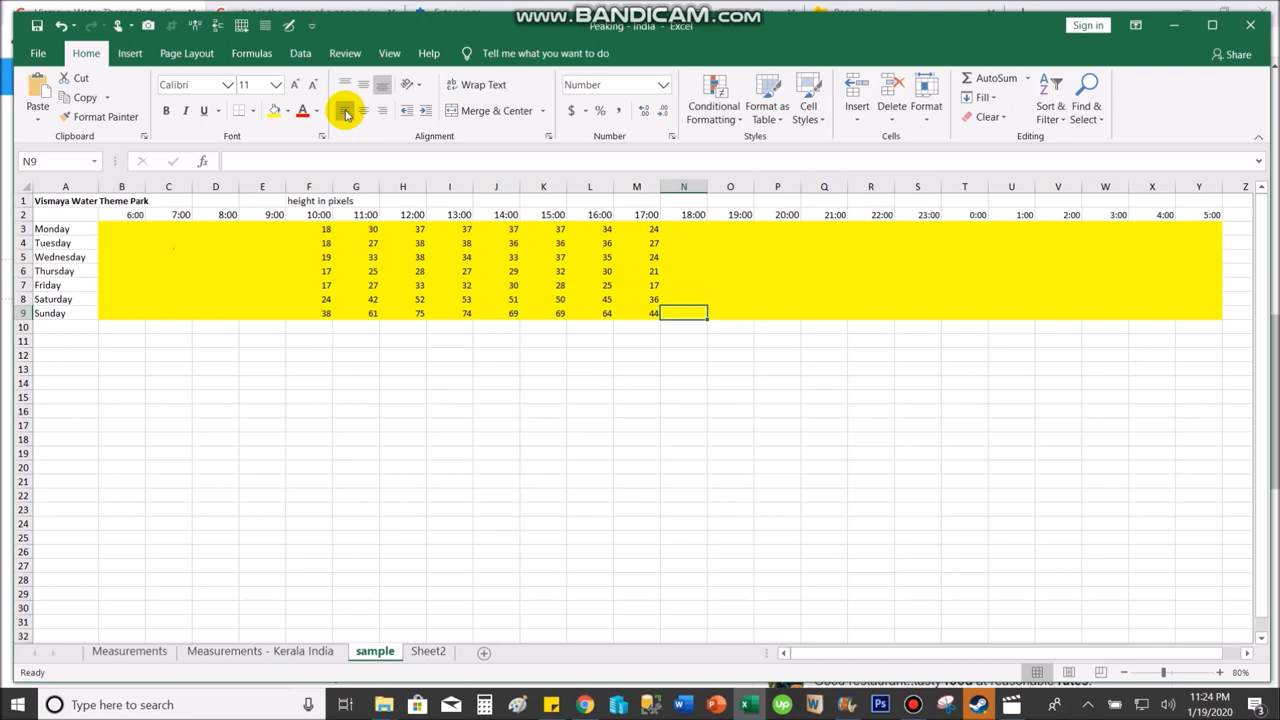 www.BANDICAM.com
Peaking - India - Excel
Sign in
File Home Insert Page Layout Formulas Data Review View Help Tell me what you want to do
Share
Paste
Cut
Copy
Format Painter
Clipboard
Calibri 11
B I U
Font
Wrap Text
Merge & Center
Alignment
Number
$ % ,
Number
Conditional Formatting
Format as Table
Cell Styles
Styles
Insert Delete Format
Cells
AutoSum
Fill
Clear
Sort & Filter
Find & Select
Editing
N9 fx
A B C D E F G H I J K L M N O P Q R S T U V W X Y Z
1 Vismaya Water Theme Park height in pixels
2 6:00 7:00 8:00 9:00 10:00 11:00 12:00 13:00 14:00 15:00 16:00 17:00 18:00 19:00 20:00 21:00 22:00 23:00 0:00 1:00 2:00 3:00 4:00 5:00
3 Monday 18 30 37 37 37 37 34 24
4 Tuesday 18 27 38 38 36 36 36 27
5 Wednesday 19 33 38 34 33 37 35 24
6 Thursday 17 25 28 27 29 32 30 21
7 Friday 17 27 33 32 30 28 25 17
8 Saturday 24 42 52 53 51 50 45 36
9 Sunday 38 61 75 74 69 69 64 44
10
11
12
13
14
15
16
17
18
19
20
21
22
23
24
25
26
27
28
29
30
31
32
Measurements Measurements - Kerala India sample Sheet2
Ready
80%
Good restaurant..tasty food at reasonable rates.
Type here to search
11:24 PM
1/19/2020
3